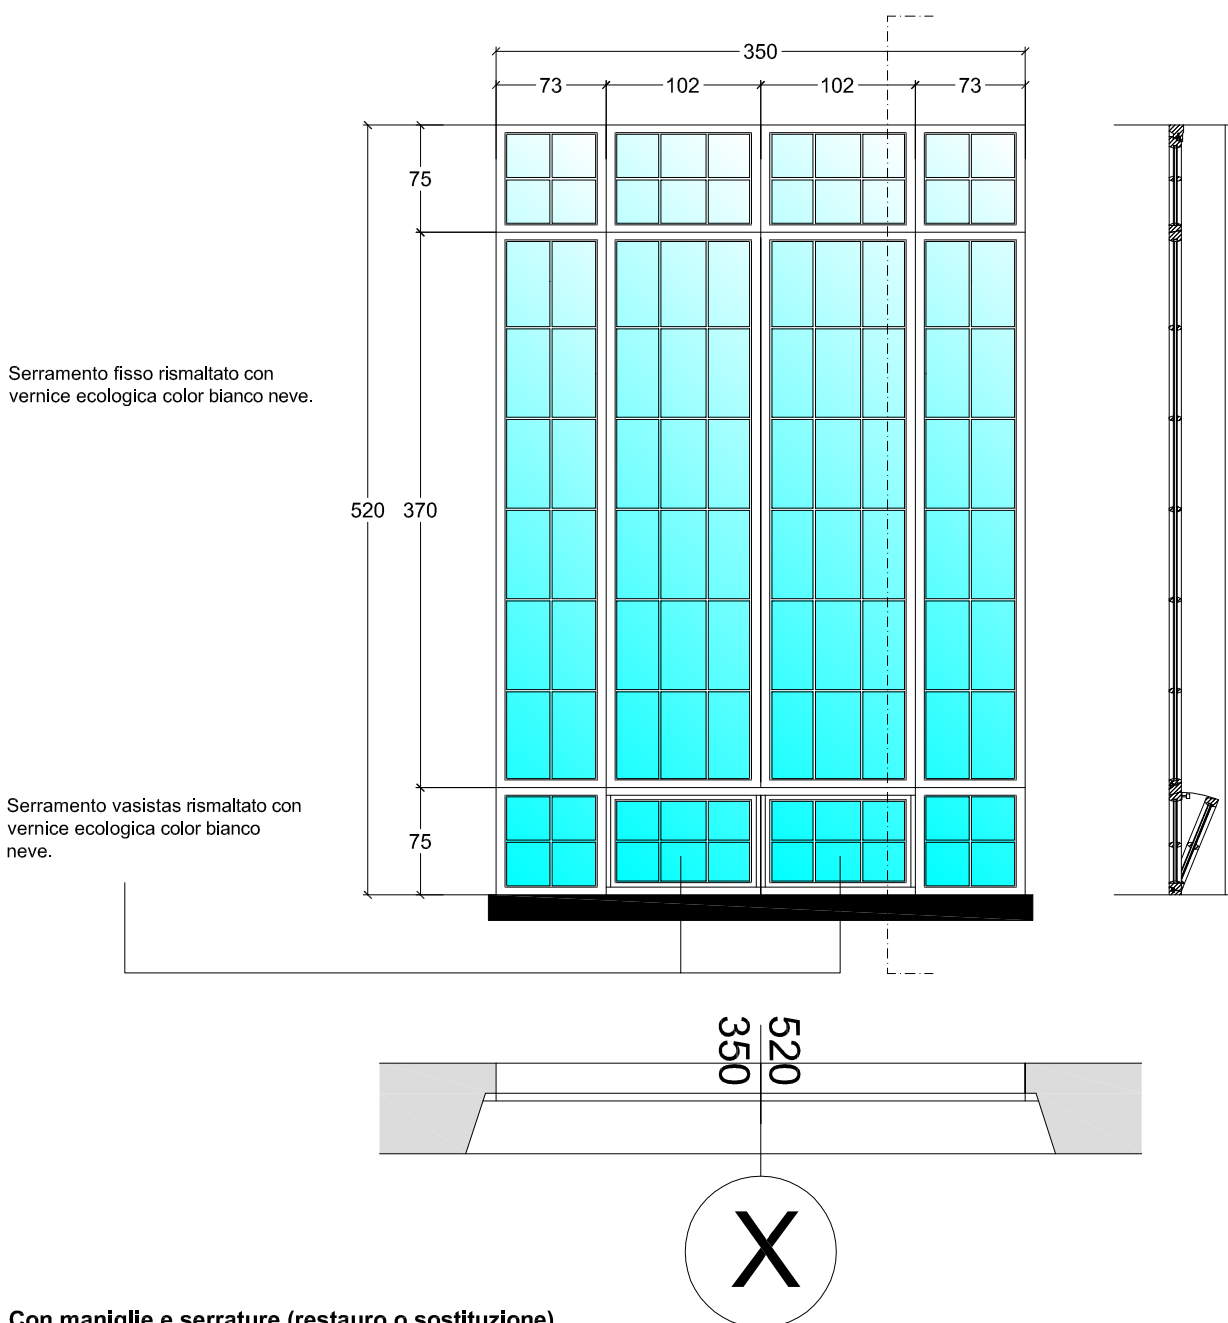 350
73 102 102 73
75
Serramento fisso rismaltato con
vernice ecologica color bianco neve.
520 370
Serramento vasistas rismaltato con
vernice ecologica color bianco
neve.
75
350
520
X
Con maniglie e serrature (restauro o sostituzione)